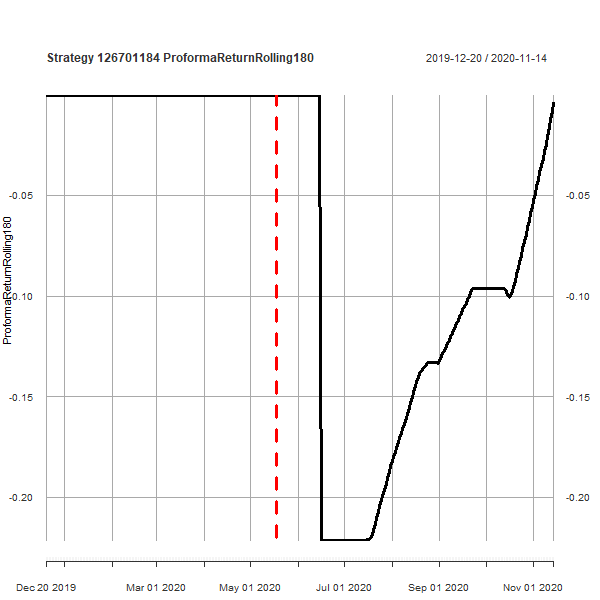 Strategy 126701184 ProformaReturnRolling180
2019-12-20 / 2020-11-14
ProformaReturnRolling180
-0.05
-0.05
-0.10
-0.10
-0.15
-0.15
-0.20
-0.20
Dec 20 2019
Mar 01 2020
May 01 2020
Jul 01 2020
Sep 01 2020
Nov 01 2020